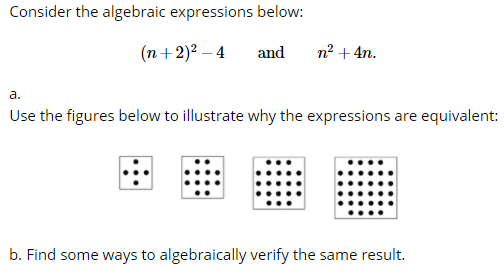 Consider the algebraic expressions below:
(n + 2)² – 4 and n² + 4n.
a.
Use the figures below to illustrate why the expressions are equivalent:
b. Find some ways to algebraically verify the same result.